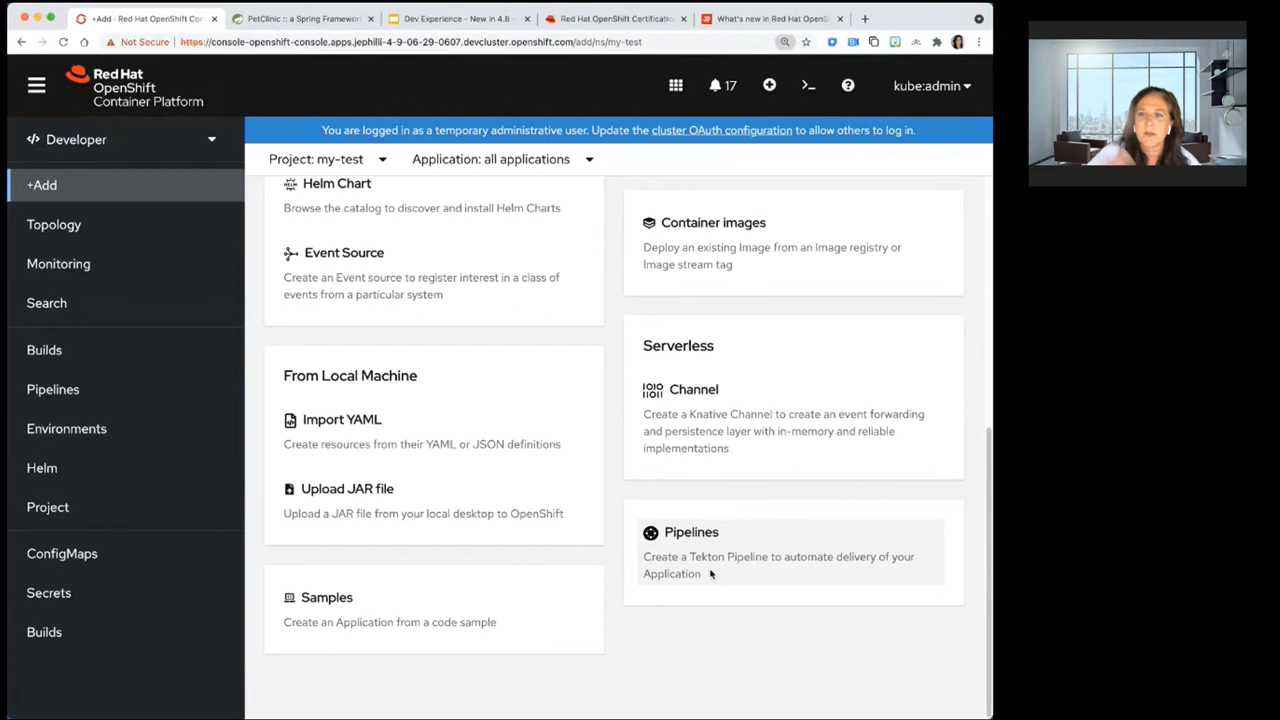 +Add · Red Hat OpenShift Con
PetClinic :: a Spring Framewor
Dev Experience - New in 4.8 -
Red Hat OpenShift Certificatio
What's new in Red Hat OpenSh
Not Secure
https://console-openshift-console.apps.jephilli-4-9-06-29-0607.devcluster.openshift.com/add/ns/my-test
Red Hat
OpenShift
Container Platform
17
kube:admin
You are logged in as a temporary administrative user. Update the cluster OAuth configuration to allow others to log in.
Developer
Project: my-test
Application: all applications
+Add
Topology
Monitoring
Search
Builds
Pipelines
Environments
Helm
Project
ConfigMaps
Secrets
Builds
Helm Chart
Browse the catalog to discover and install Helm Charts
Event Source
Create an Event source to register interest in a class of
events from a particular system
From Local Machine
Import YAML
Create resources from their YAML or JSON definitions
Upload JAR file
Upload a JAR file from your local desktop to OpenShift
Samples
Create an Application from a code sample
Container images
Deploy an existing Image from an Image registry or
Image stream tag
Serverless
Channel
Create a Knative Channel to create an event forwarding
and persistence layer with in-memory and reliable
implementations
Pipelines
Create a Tekton Pipeline to automate delivery of your
Application